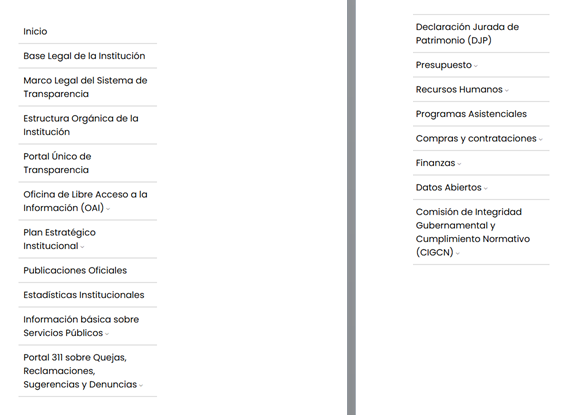 Inicio
Base Legal de la Institución
Marco Legal del Sistema de
Transparencia
Estructura Orgánica de la
Institución
Portal Único de
Transparencia
Oficina de Libre Acceso a la
Información (OAI)
Plan Estratégico
Institucional
Publicaciones Oficiales
Estadísticas Institucionales
Información básica sobre
Servicios Públicos
Portal 311 sobre Quejas,
Reclamaciones,
Sugerencias y Denuncias
Declaración Jurada de
Patrimonio (DJP)
Presupuesto
Recursos Humanos
Programas Asistenciales
Compras y contrataciones
Finanzas
Datos Abiertos
Comisión de Integridad
Gubernamental y
Cumplimiento Normativo
(CIGCN)